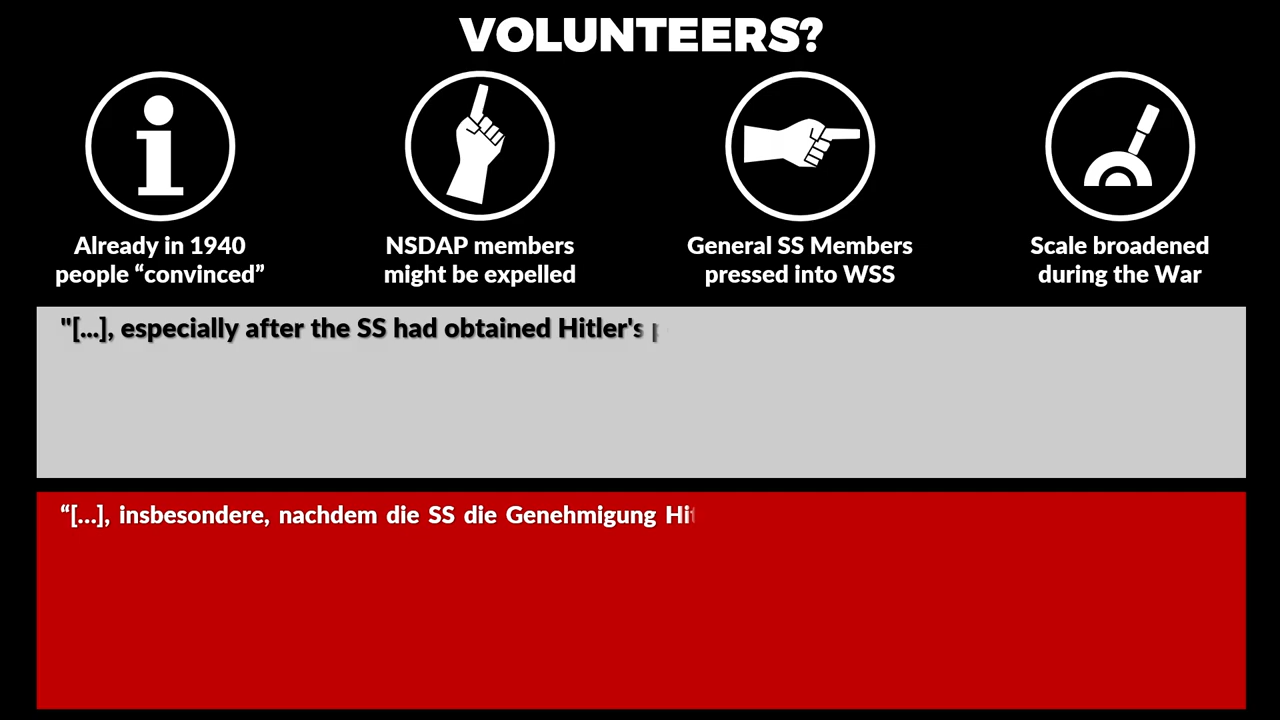 VOLUNTEERS?
Already in 1940
people “convinced”
NSDAP members
might be expelled
General SS Members
pressed into WSS
Scale broadened
during the War
"[...], especially after the SS had obtained Hitler's
“[...], insbesondere, nachdem die SS die Genehmigung